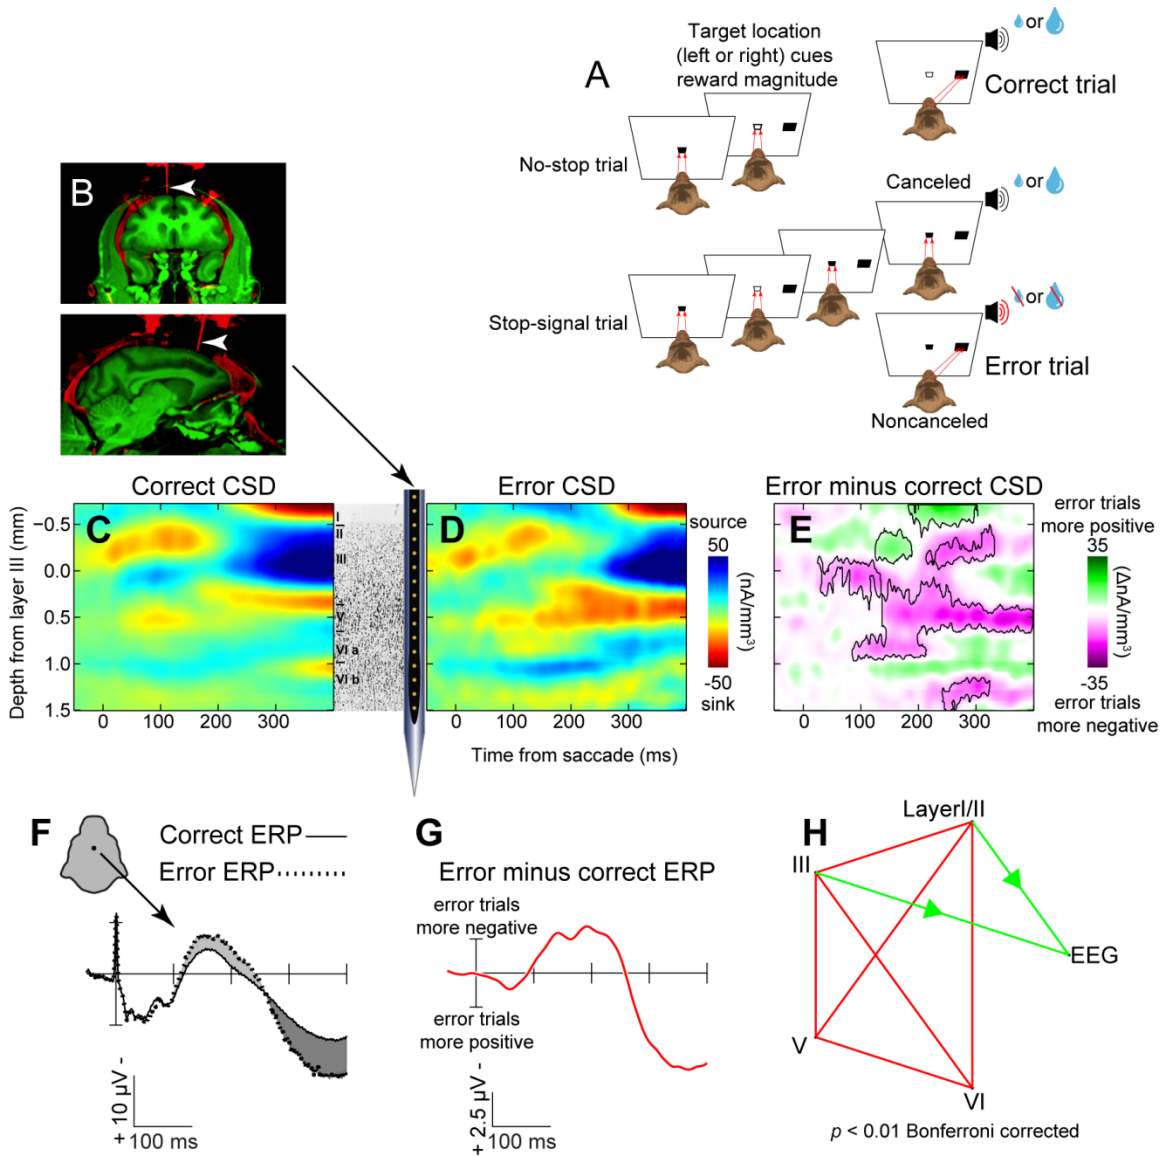 A
Target location
(left or right) cues
reward magnitude
or
Correct trial
No-stop trial
Canceled
or
Stop-signal trial
or
Error trial
Noncanceled
B
Correct CSD
Error CSD
Error minus correct CSD
C
D
E
Depth from layer III (mm)
−0.5
0.0
0.5
1.0
1.5
0 100 200 300
I
II
III
V
VI a
VI b
0 100 200 300
Time from saccade (ms)
source
50
(nA/mm³)
-50
sink
0 100 200 300
error trials
more positive
35
(ΔnA/mm³)
-35
error trials
more negative
F
Correct ERP
Error ERP
+ 10 µV -
100 ms
G
Error minus correct ERP
error trials
more negative
error trials
more positive
+ 2.5 µV -
100 ms
H
LayerI/II
III
EEG
V
VI
p < 0.01 Bonferroni corrected